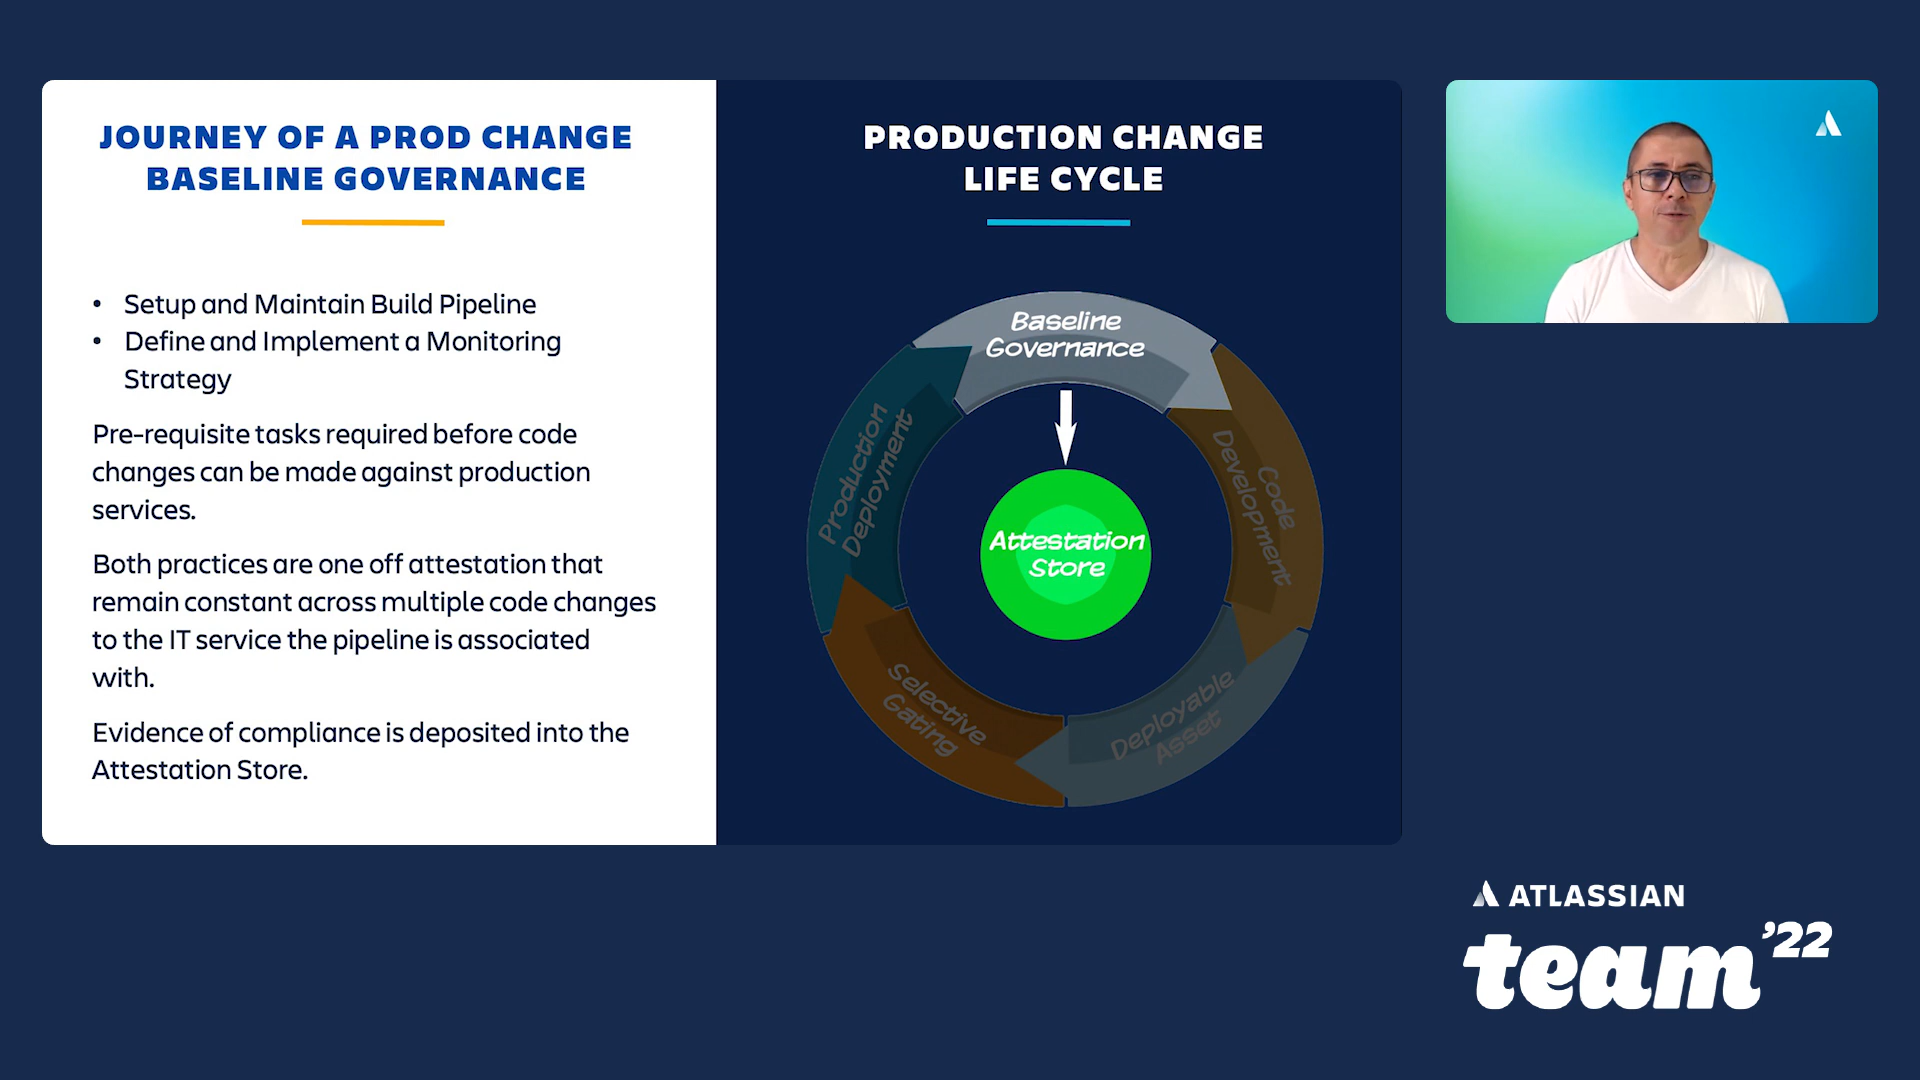 JOURNEY OF A PROD CHANGE
BASELINE GOVERNANCE
• Setup and Maintain Build Pipeline
• Define and Implement a Monitoring
Strategy
Pre-requisite tasks required before code
changes can be made against production
services.
Both practices are one off attestation that
remain constant across multiple code changes
to the IT service the pipeline is associated
with.
Evidence of compliance is deposited into the
Attestation Store.
PRODUCTION CHANGE
LIFE CYCLE
Baseline
Governance
Code
Development
Deployable
Asset
Selective
Gating
Production
Deployment
Attestation
Store
ATLASSIAN
team '22